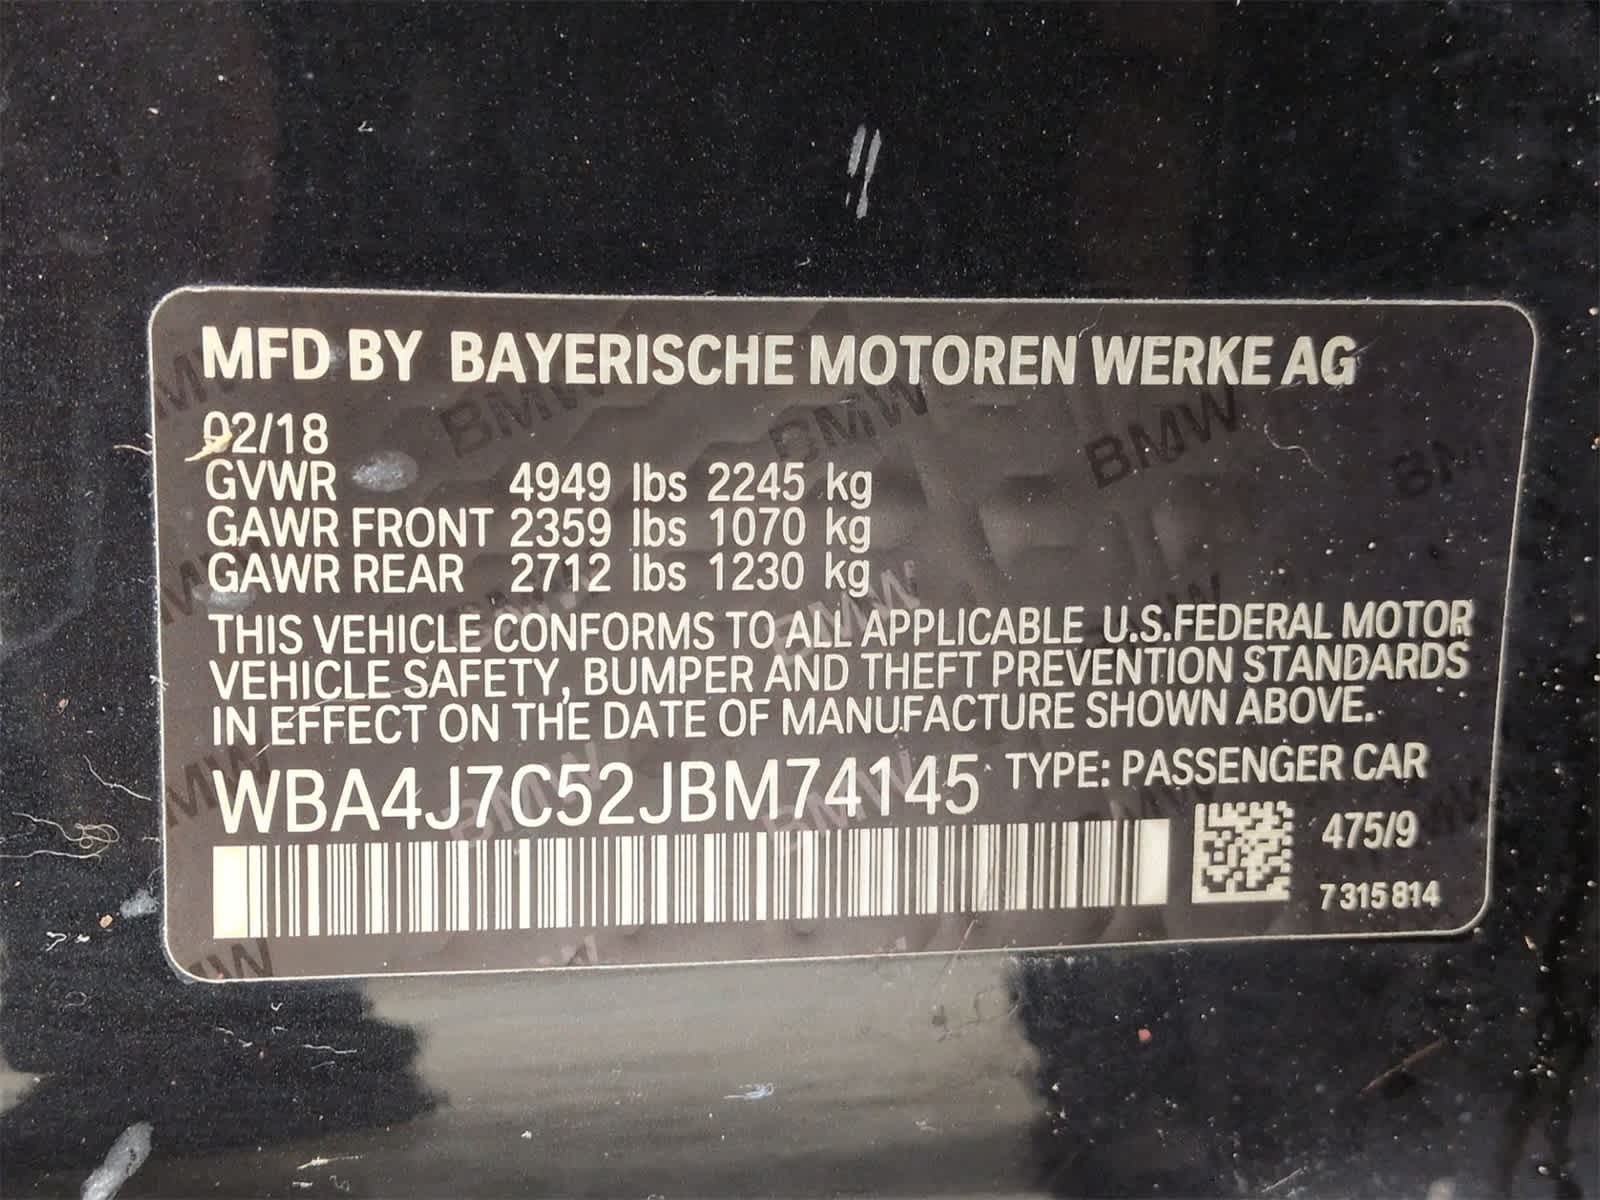 MFD BY BAYERISCHE MOTOREN WERKE AG
02/18
GVWR 4949 lbs 2245 kg
GAWR FRONT 2359 lbs 1070 kg
GAWR REAR 2712 lbs 1230 kg
THIS VEHICLE CONFORMS TO ALL APPLICABLE U.S.FEDERAL MOTOR
VEHICLE SAFETY, BUMPER AND THEFT PREVENTION STANDARDS
IN EFFECT ON THE DATE OF MANUFACTURE SHOWN ABOVE.
WBA4J7C52JBM74145 TYPE: PASSENGER CAR
475/9
7 315 814